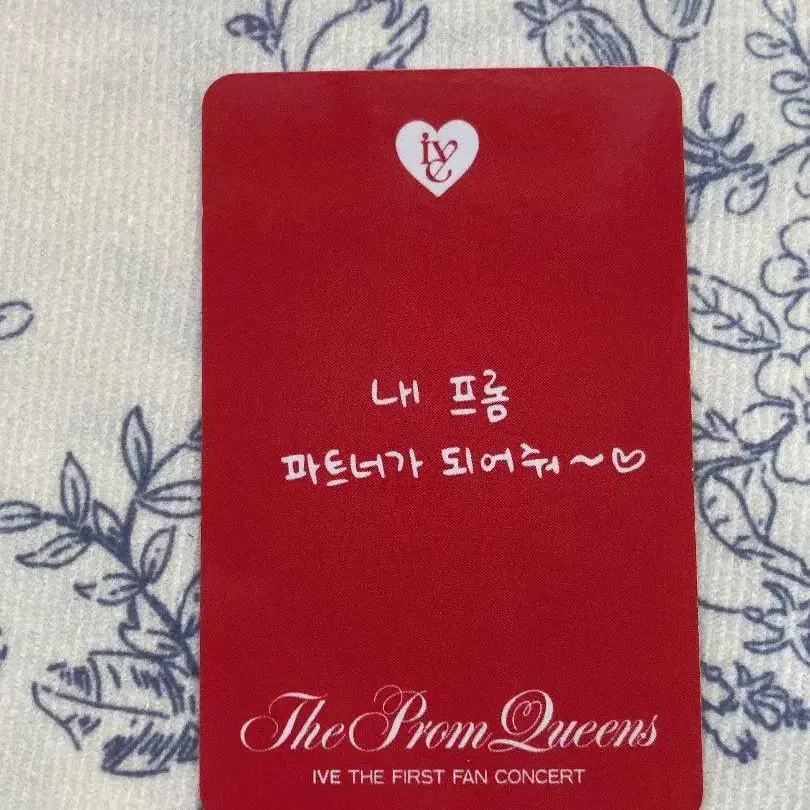 ive
내 프롬
파트너가 되어줘~♡
The Prom Queens
IVE THE FIRST FAN CONCERT